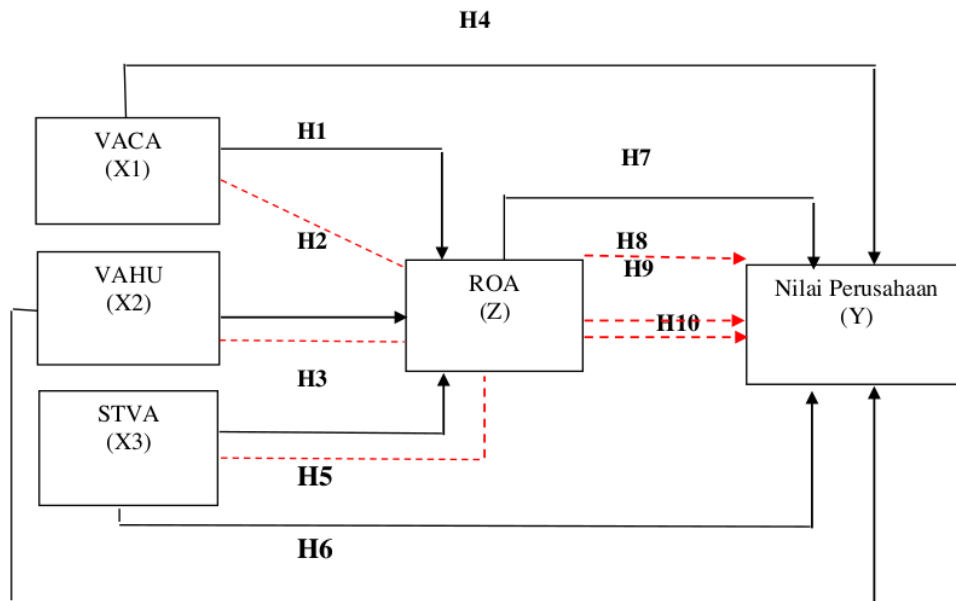 H4
VACA
(X1)
H1
H7
H2
H8
H9
VAHU
(X2)
ROA
(Z)
Nilai Perusahaan
(Y)
H10
H3
STVA
(X3)
H5
H6